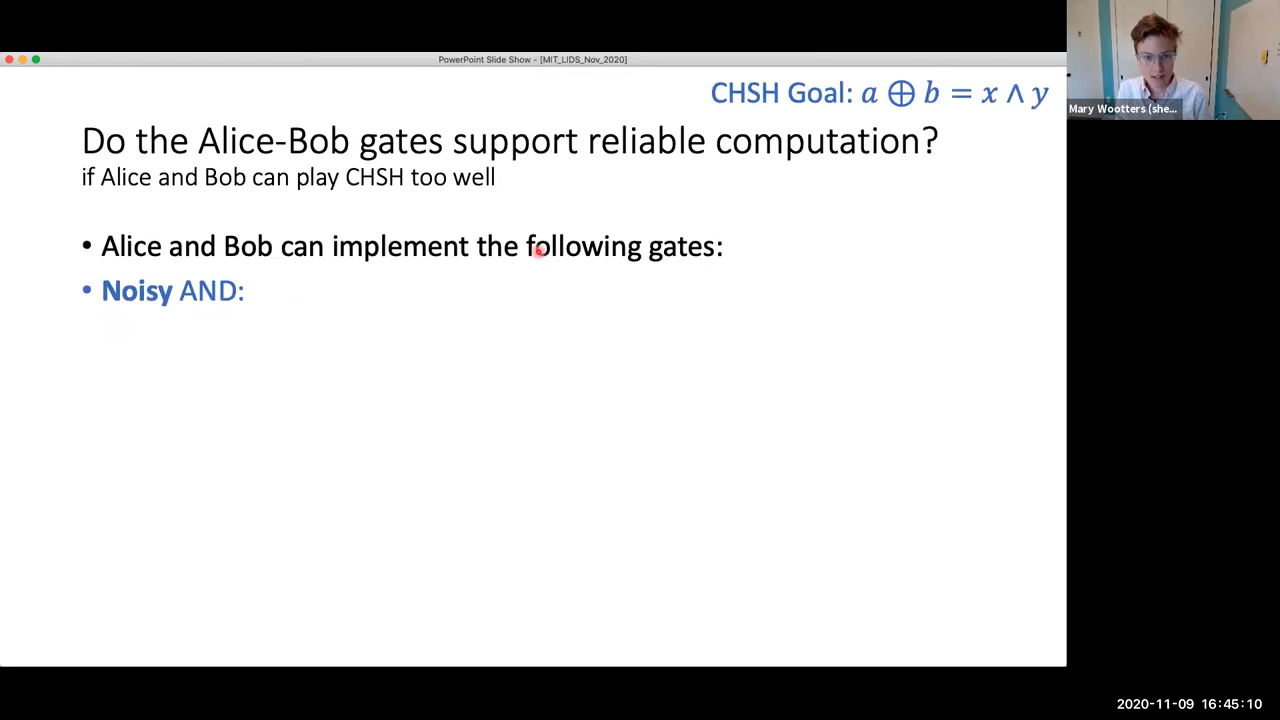 PowerPoint Slide Show - [MIT_LIDS_Nov_2020]
CHSH Goal: a ⊕ b = x ∧ y
Mary Wootters (she...
Do the Alice-Bob gates support reliable computation?
if Alice and Bob can play CHSH too well
• Alice and Bob can implement the following gates:
• Noisy AND:
2020-11-09 16:45:10